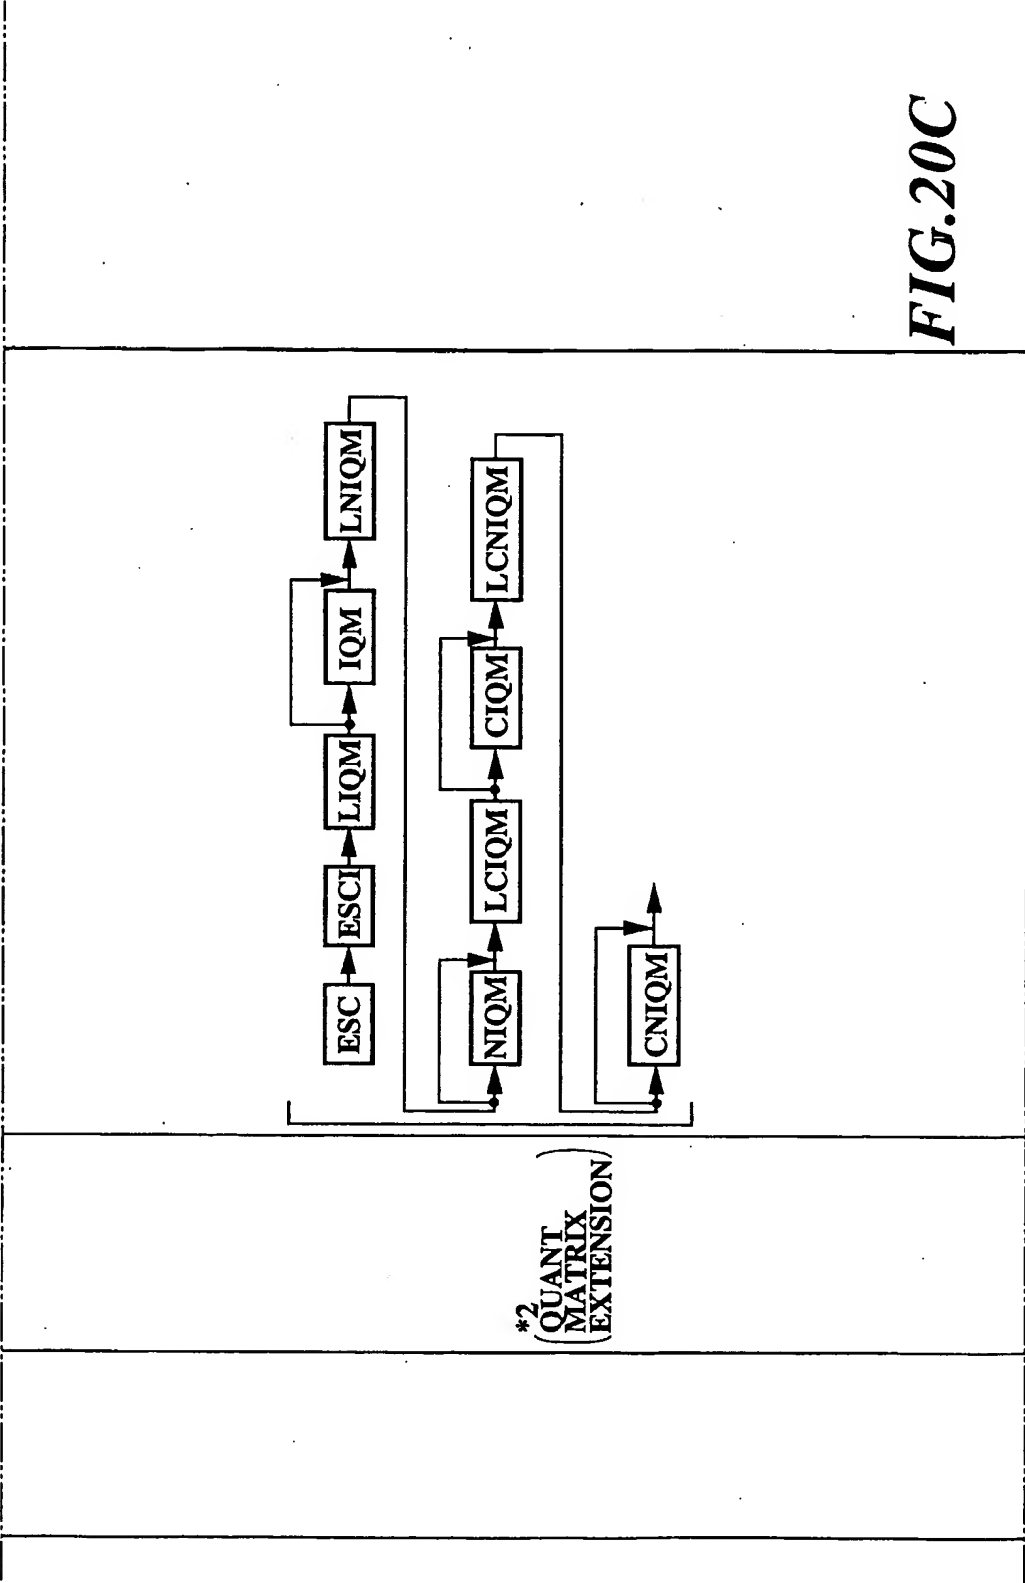 *2
(QUANT
MATRIX
EXTENSION)
ESC
ESCI
LIQM
IQM
LNIQM
NIQM
LCIQM
CIQM
LCNIQM
CNIQM
FIG.20C